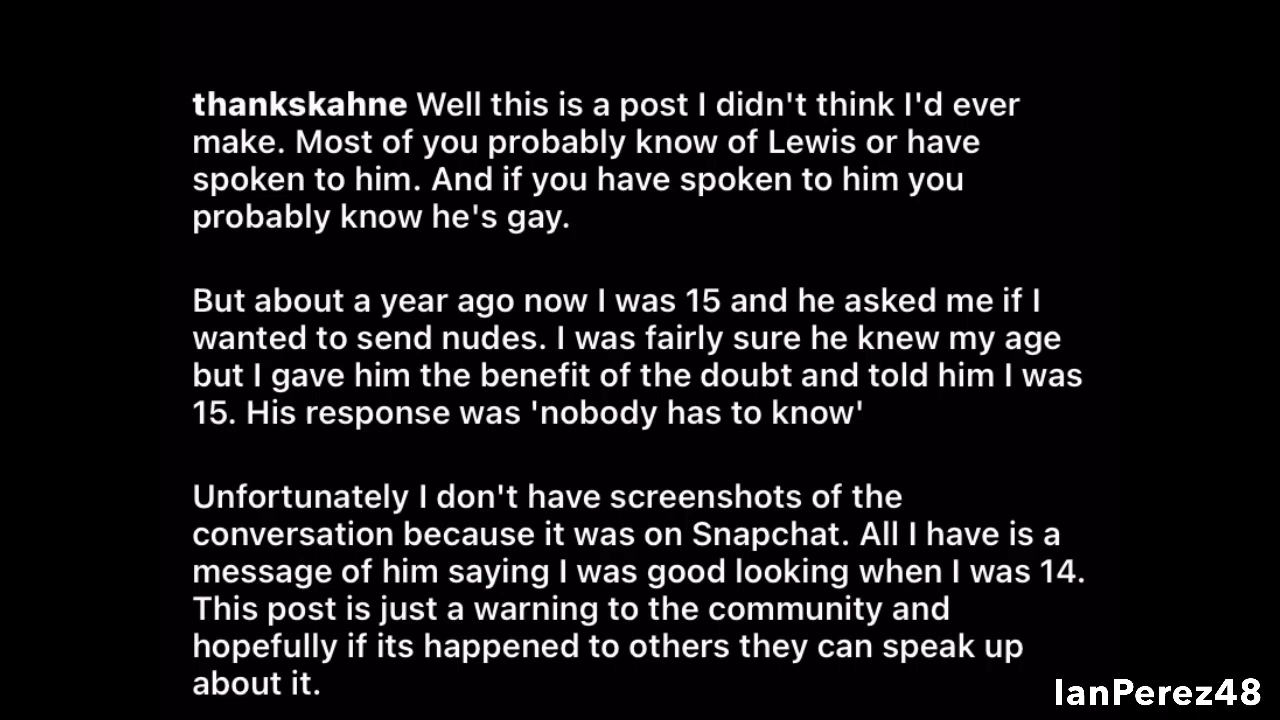 thankskahne Well this is a post I didn't think I'd ever
make. Most of you probably know of Lewis or have
spoken to him. And if you have spoken to him you
probably know he's gay.
But about a year ago now I was 15 and he asked me if I
wanted to send nudes. I was fairly sure he knew my age
but I gave him the benefit of the doubt and told him I was
15. His response was 'nobody has to know'
Unfortunately I don't have screenshots of the
conversation because it was on Snapchat. All I have is a
message of him saying I was good looking when I was 14.
This post is just a warning to the community and
hopefully if its happened to others they can speak up
about it.
IanPerez48